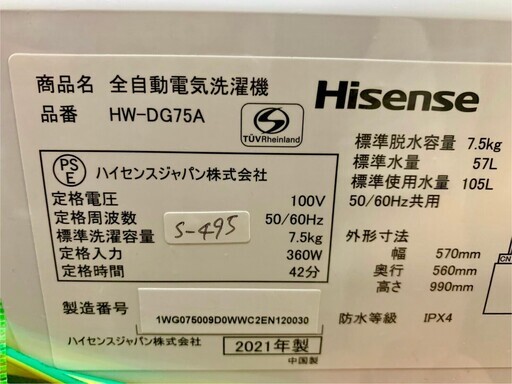 商品名 全自動電気洗濯機
品番 HW-DG75A
S
TÜVRheinland
Hisense
PS
E
ハイセンスジャパン株式会社
定格電圧 100V
定格周波数 50/60Hz
標準洗濯容量 7.5kg
定格入力 360W
定格時間 42分
S-495
標準脱水容量 7.5kg
標準水量 57L
標準使用水量 105L
50/60Hz共用
外形寸法
幅 570mm
奥行 560mm
高さ 990mm
防水等級 IPX4
製造番号
1WG075009D0WWC2EN120030
ハイセンスジャパン株式会社
2021年製
中国製
CN